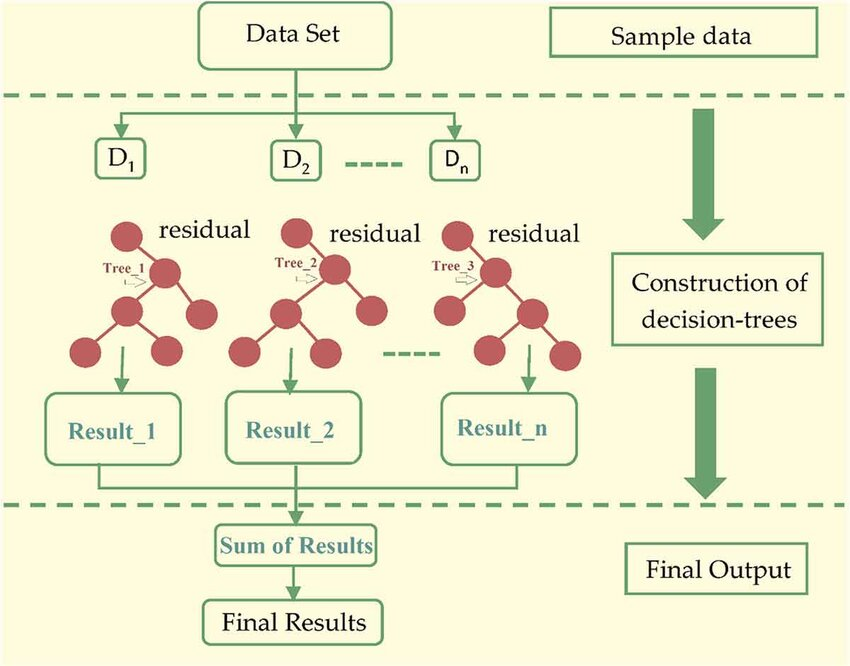 Data Set
Sample data
D1
D2
Dn
residual
residual
residual
Tree_1
Tree_2
Tree_3
Construction of
decision-trees
Result_1
Result_2
Result_n
Sum of Results
Final Output
Final Results